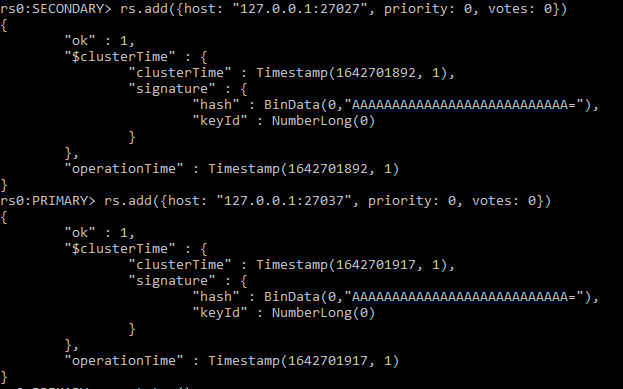 rs0:SECONDARY> rs.add({host: "127.0.0.1:27027", priority: 0, votes: 0})
{
        "ok" : 1,
        "$clusterTime" : {
                "clusterTime" : Timestamp(1642701892, 1),
                "signature" : {
                        "hash" : BinData(0,"AAAAAAAAAAAAAAAAAAAAAAAAAAA="),
                        "keyId" : NumberLong(0)
                }
        },
        "operationTime" : Timestamp(1642701892, 1)
}
rs0:PRIMARY> rs.add({host: "127.0.0.1:27037", priority: 0, votes: 0})
{
        "ok" : 1,
        "$clusterTime" : {
                "clusterTime" : Timestamp(1642701917, 1),
                "signature" : {
                        "hash" : BinData(0,"AAAAAAAAAAAAAAAAAAAAAAAAAAA="),
                        "keyId" : NumberLong(0)
                }
        },
        "operationTime" : Timestamp(1642701917, 1)
}